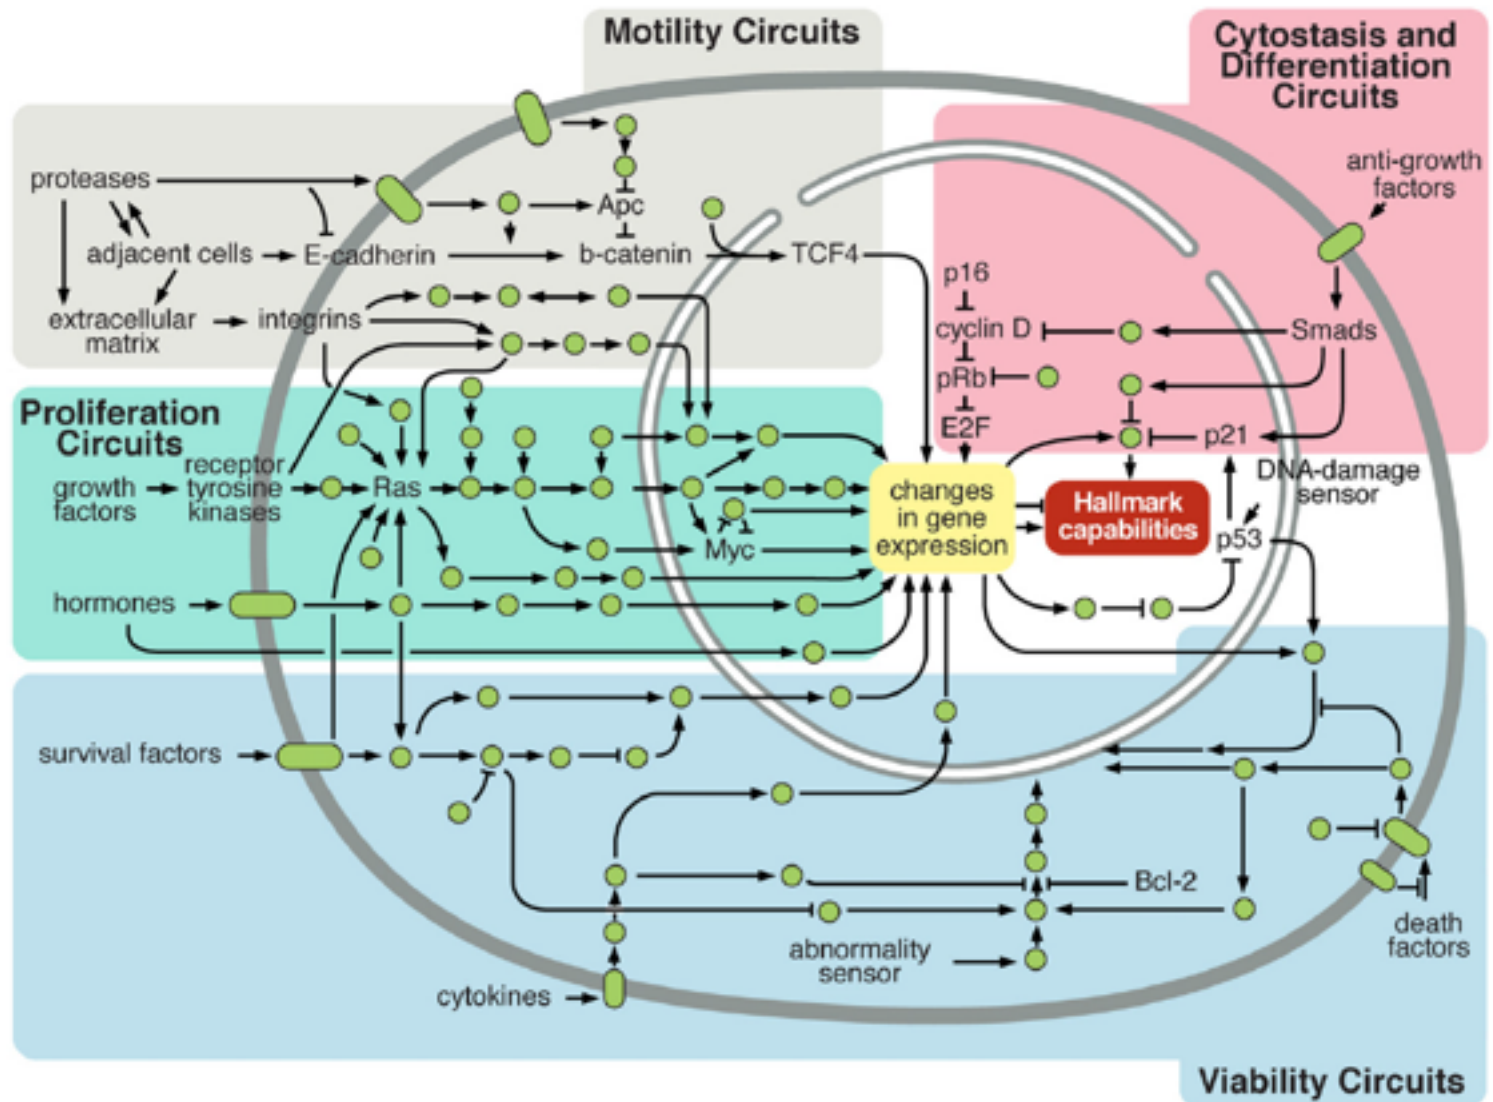 Motility Circuits
Cytostasis and
Differentiation
Circuits
proteases
Apc
anti-growth
factors
adjacent cells
E-cadherin
b-catenin
TCF4
p16
extracellular
matrix
integrins
cyclin D
Smads
pRb
E2F
p21
Proliferation
Circuits
growth
factors
receptor
tyrosine
kinases
Ras
Myc
changes
in gene
expression
Hallmark
capabilities
DNA-damage
sensor
p53
hormones
survival factors
Bcl-2
abnormality
sensor
death
factors
cytokines
Viability Circuits